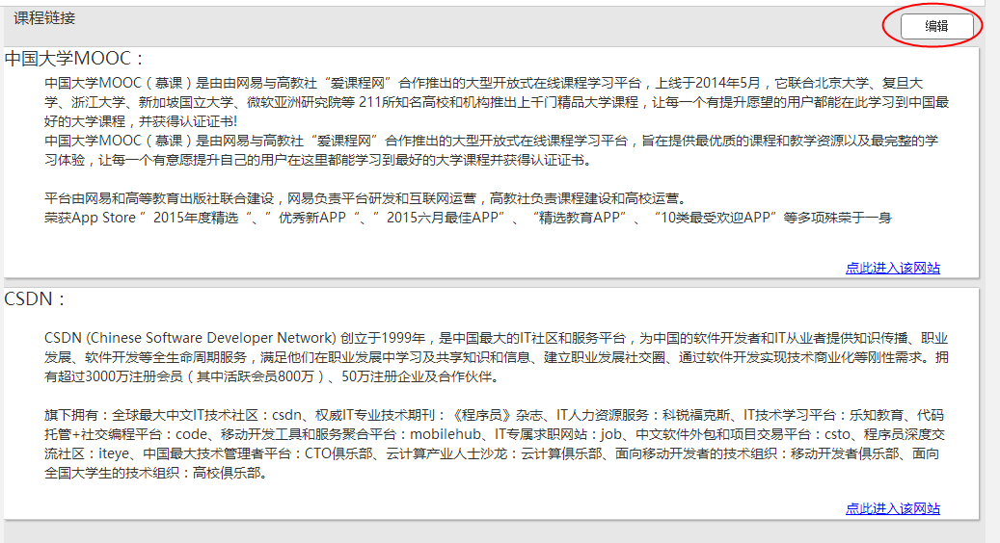 课程链接
编辑
中国大学MOOC：
中国大学MOOC（慕课）是由由网易与高教社“爱课程网”合作推出的大型开放式在线课程学习平台，上线于2014年5月，它联合北京大学、复旦大
学、浙江大学、新加坡国立大学、微软亚洲研究院等 211所知名高校和机构推出上千门精品大学课程，让每一个有提升愿望的用户都能在此学习到中国最
好的大学课程，并获得认证证书!
中国大学MOOC（慕课）是由网易与高教社“爱课程网”合作推出的大型开放式在线课程学习平台，旨在提供最优质的课程和教学资源以及最完整的学
习体验，让每一个有意愿提升自己的用户在这里都能学习到最好的大学课程并获得认证证书。
平台由网易和高等教育出版社联合建设，网易负责平台研发和互联网运营，高教社负责课程建设和高校运营。
荣获App Store ”2015年度精选“、”优秀新APP“、”2015六月最佳APP”、“精选教育APP”、“10类最受欢迎APP”等多项殊荣于一身
点此进入该网站
CSDN：
CSDN (Chinese Software Developer Network) 创立于1999年，是中国最大的IT社区和服务平台，为中国的软件开发者和IT从业者提供知识传播、职业
发展、软件开发等全生命周期服务，满足他们在职业发展中学习及共享知识和信息、建立职业发展社交圈、通过软件开发实现技术商业化等刚性需求。拥
有超过3000万注册会员（其中活跃会员800万）、50万注册企业及合作伙伴。
旗下拥有：全球最大中文IT技术社区：csdn、权威IT专业技术期刊：《程序员》杂志、IT人力资源服务：科锐福克斯、IT技术学习平台：乐知教育、代码
托管+社交编程平台：code、移动开发工具和服务聚合平台：mobilehub、IT专属求职网站：job、中文软件外包和项目交易平台：csto、程序员深度交
流社区：iteye、中国最大技术管理者平台：CTO俱乐部、云计算产业人士沙龙：云计算俱乐部、面向移动开发者的技术组织：移动开发者俱乐部、面向
全国大学生的技术组织：高校俱乐部。
点此进入该网站